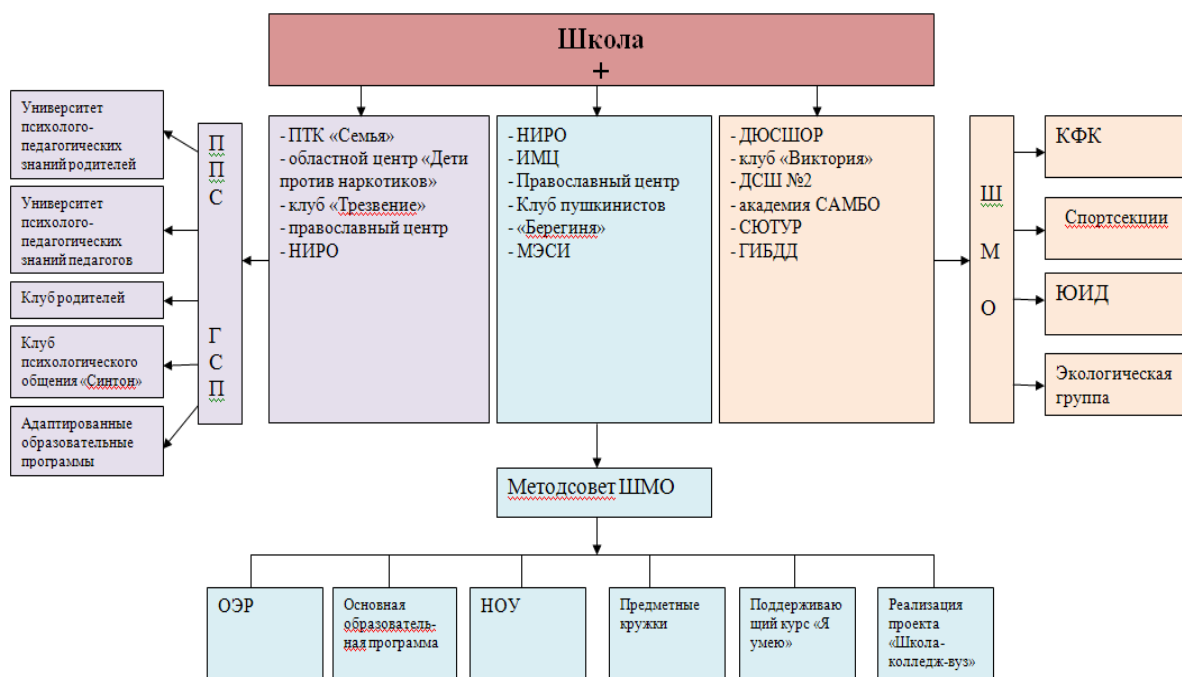 Школа
+
Университет
психолого-
педагогических
знаний родителей
Университет
психолого-
педагогических
знаний педагогов
Клуб родителей
Клуб
психологического
общения «Синтон»
Адаптированные
образовательные
программы
П
П
С
Г
С
П
- ПТК «Семья»
- областной центр «Дети
против наркотиков»
- клуб «Трезвение»
- православный центр
- НИРО
- НИРО
- ИМЦ
- Православный центр
- Клуб пушкинистов
- «Берегиня»
- МЭСИ
- ДЮСШОР
- клуб «Виктория»
- ДСШ №2
- академия САМБО
- СЮТУР
- ГИБДД
Ш
М
О
КФК
Спортсекции
ЮИД
Экологическая
группа
Методсовет ШМО
ОЭР
Основная
образователь-
ная программа
НОУ
Предметные
кружки
Поддерживаю
щий курс «Я
умею»
Реализация
проекта
«Школа-
колледж-вуз»